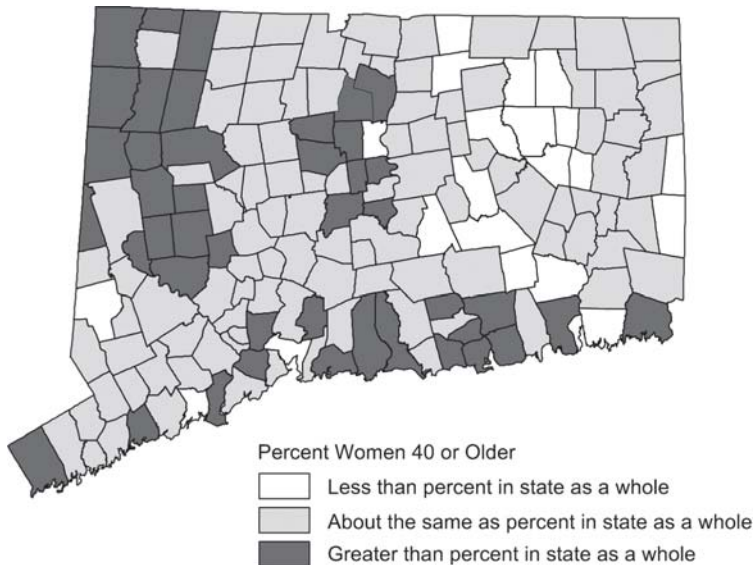 Percent Women 40 or Older
Less than percent in state as a whole
About the same as percent in state as a whole
Greater than percent in state as a whole